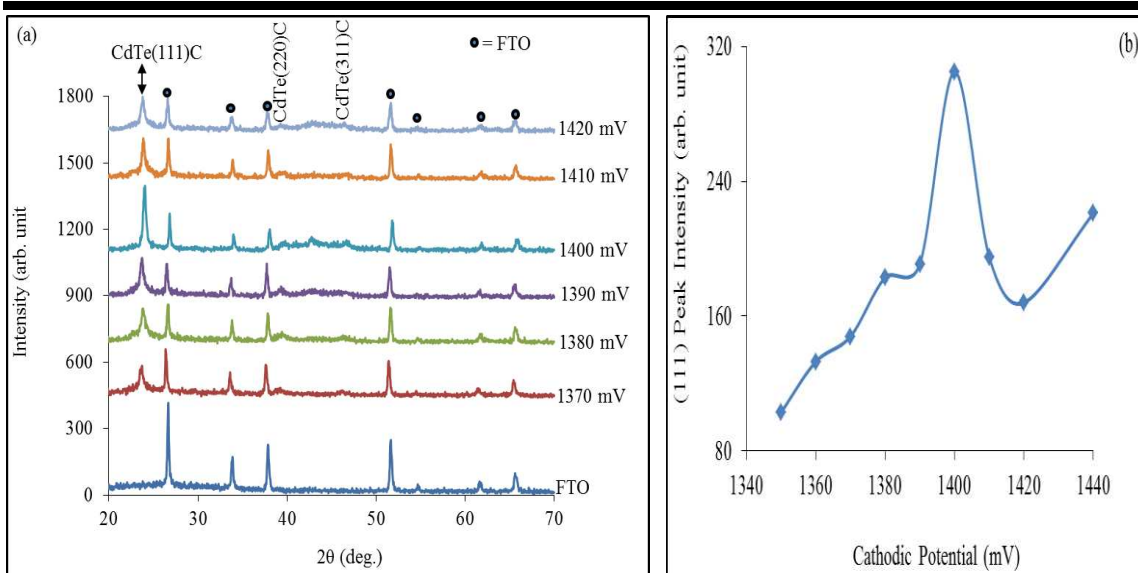 (a)
= FTO
CdTe(111)C
CdTe(220)C
CdTe(311)C
1800
1500
1200
900
600
300
0
Intensity (arb. unit
1420 mV
1410 mV
1400 mV
1390 mV
1380 mV
1370 mV
FTO
20 30 40 50 60 70
2θ (deg.)
(b)
(111) Peak Intensity (arb. unit)
320
240
160
80
1340 1360 1380 1400 1420 1440
Cathodic Potential (mV)